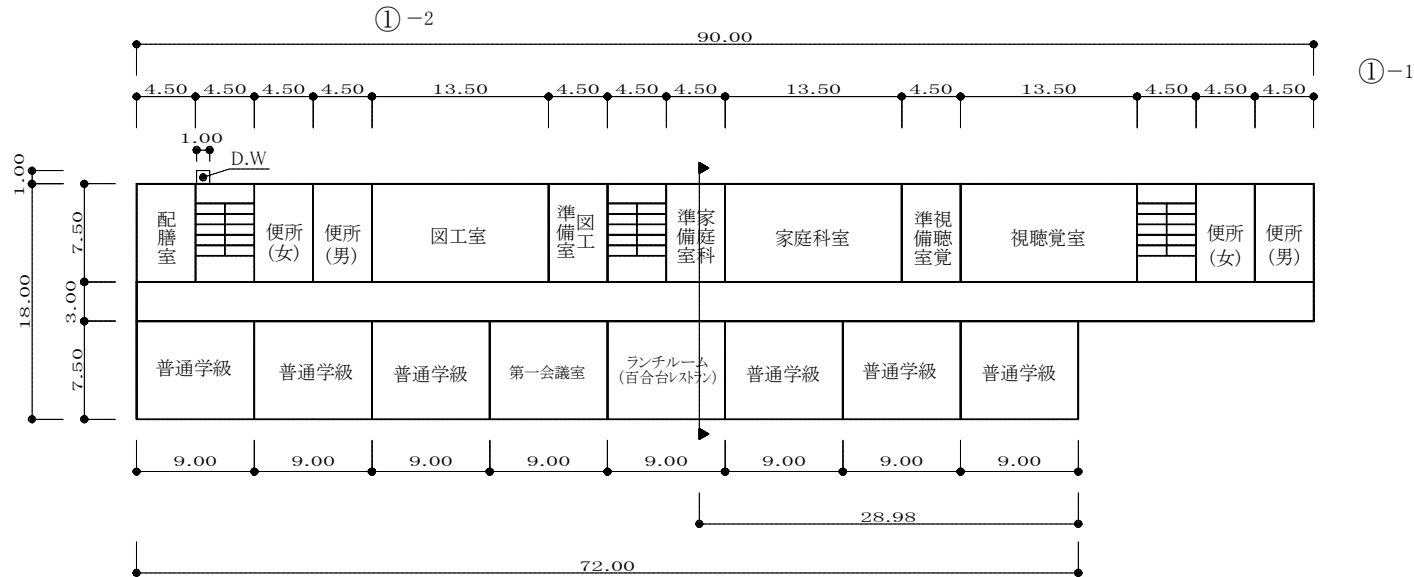 ①-2
90.00
①-1
4.50 4.50 4.50 4.50 13.50 4.50 4.50 4.50 13.50 4.50 13.50 4.50 4.50 4.50
1.00
D.W
1.00
18.00
7.50
3.00
7.50
配膳室
便所
(女)
便所
(男)
図工室
図工
準備室
家庭科
準備室
家庭科室
視聴覚
準備室
視聴覚室
便所
(女)
便所
(男)
普通学級
普通学級
普通学級
第一会議室
ランチルーム
(百合台レストラン)
普通学級
普通学級
普通学級
9.00 9.00 9.00 9.00 9.00 9.00 9.00 9.00
28.98
72.00